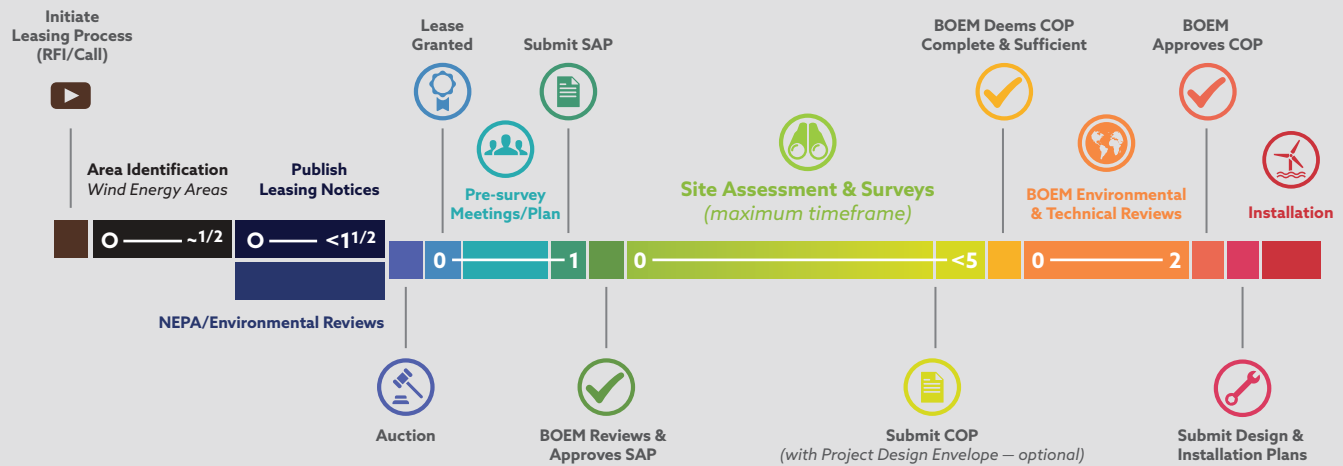 Initiate
Leasing Process
(RFI/Call)
Lease
Granted
Submit SAP
BOEM Deems COP
Complete & Sufficient
BOEM
Approves COP
Area Identification
Wind Energy Areas
Publish
Leasing Notices
Pre-survey
Meetings/Plan
Site Assessment & Surveys
(maximum timeframe)
BOEM Environmental
& Technical Reviews
Installation
0 ~1/2
0 <1 1/2
0 1
0 <5
0 2
NEPA/Environmental Reviews
Auction
BOEM Reviews &
Approves SAP
Submit COP
(with Project Design Envelope – optional)
Submit Design &
Installation Plans